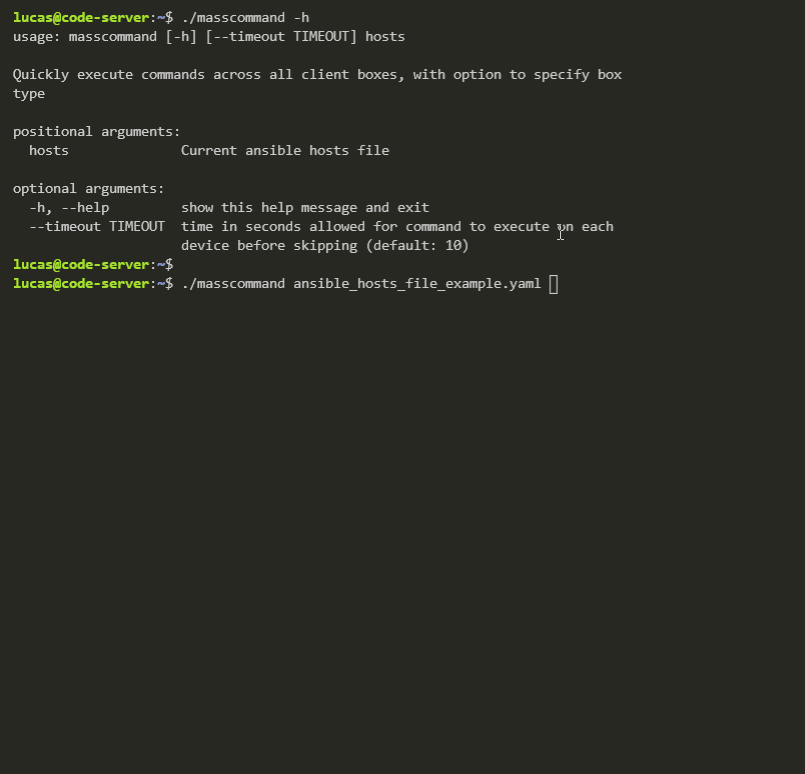 lucas@code-server:~$ ./masscommand -h
usage: masscommand [-h] [--timeout TIMEOUT] hosts
Quickly execute commands across all client boxes, with option to specify box
type
positional arguments:
hosts Current ansible hosts file
optional arguments:
-h, --help show this help message and exit
--timeout TIMEOUT time in seconds allowed for command to execute on each
device before skipping (default: 10)
lucas@code-server:~$
lucas@code-server:~$ ./masscommand ansible_hosts_file_example.yaml